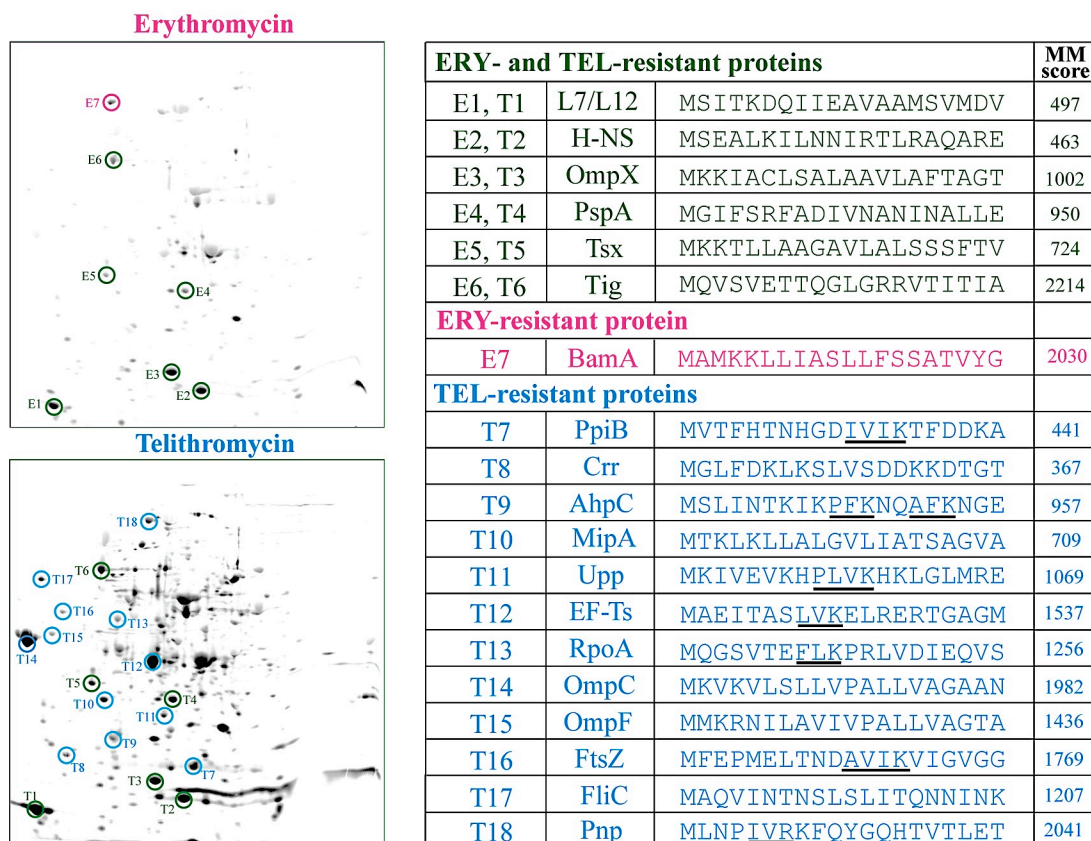 Erythromycin
E7
E6
E5
E4
E3
E2
E1
Telithromycin
T18
T6
T17
T16
T13
T15
T14
T12
T5
T10
T4
T11
T9
T8
T7
T3
T1
T2
ERY- and TEL-resistant proteins MM score
E1, T1 L7/L12 MSITKDQIIEAVAAMSVMDV 497
E2, T2 H-NS MSEALKILNNIRTLRAQARE 463
E3, T3 OmpX MKKIACLSALAAVLAFTAGT 1002
E4, T4 PspA MGIFSRFADIVNANINALLE 950
E5, T5 Tsx MKKTLLAAGAVLALSSSFTV 724
E6, T6 Tig MQVSVETTQGLGRRVTITIA 2214
ERY-resistant protein
E7 BamA MAMKKLLIASLLFSSATVYG 2030
TEL-resistant proteins
T7 PpiB MVTFHTNHGDIVIKTFDDKA 441
T8 Crr MGLFDKLKSLVSDDKKDTGT 367
T9 AhpC MSLINTKIKPFKNQAFKNGE 957
T10 MipA MTKLKLLALGVLIATSAGVA 709
T11 Upp MKIVEVKHPLVKHKLGLMRE 1069
T12 EF-Ts MAEITASLVKELRERTGAGM 1537
T13 RpoA MQGSVTEFLKPRLVDIEQVS 1256
T14 OmpC MKVKVLSLLVPALLVAGAAN 1982
T15 OmpF MMKRNILAVIVPALLVAGTA 1436
T16 FtsZ MFEPMELTNDAVIKVIGVGG 1769
T17 FliC MAQVINTNSLSLITQNNINK 1207
T18 Pnp MLNPIVRKFQYGQHTVTLET 2041